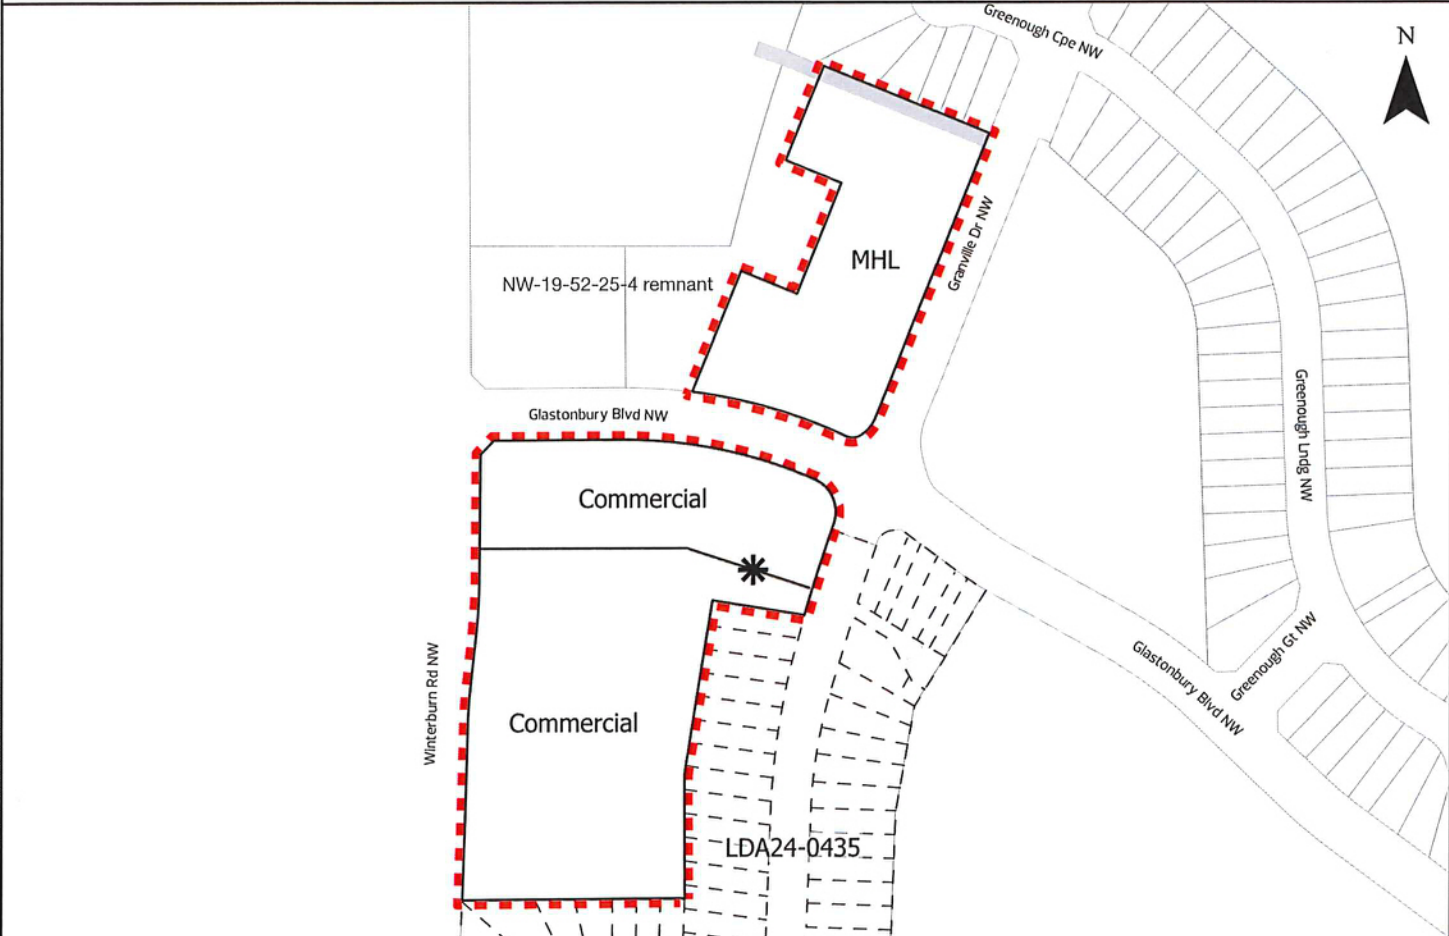 Greenough Cpe NW
N
Granville Dr NW
MHL
NW-19-52-25-4 remnant
Glastonbury Blvd NW
Greenough Lndg NW
Commercial
Winterburn Rd NW
Commercial
Greenough Gt NW
Glastonbury Blvd NW
LDA24-0435